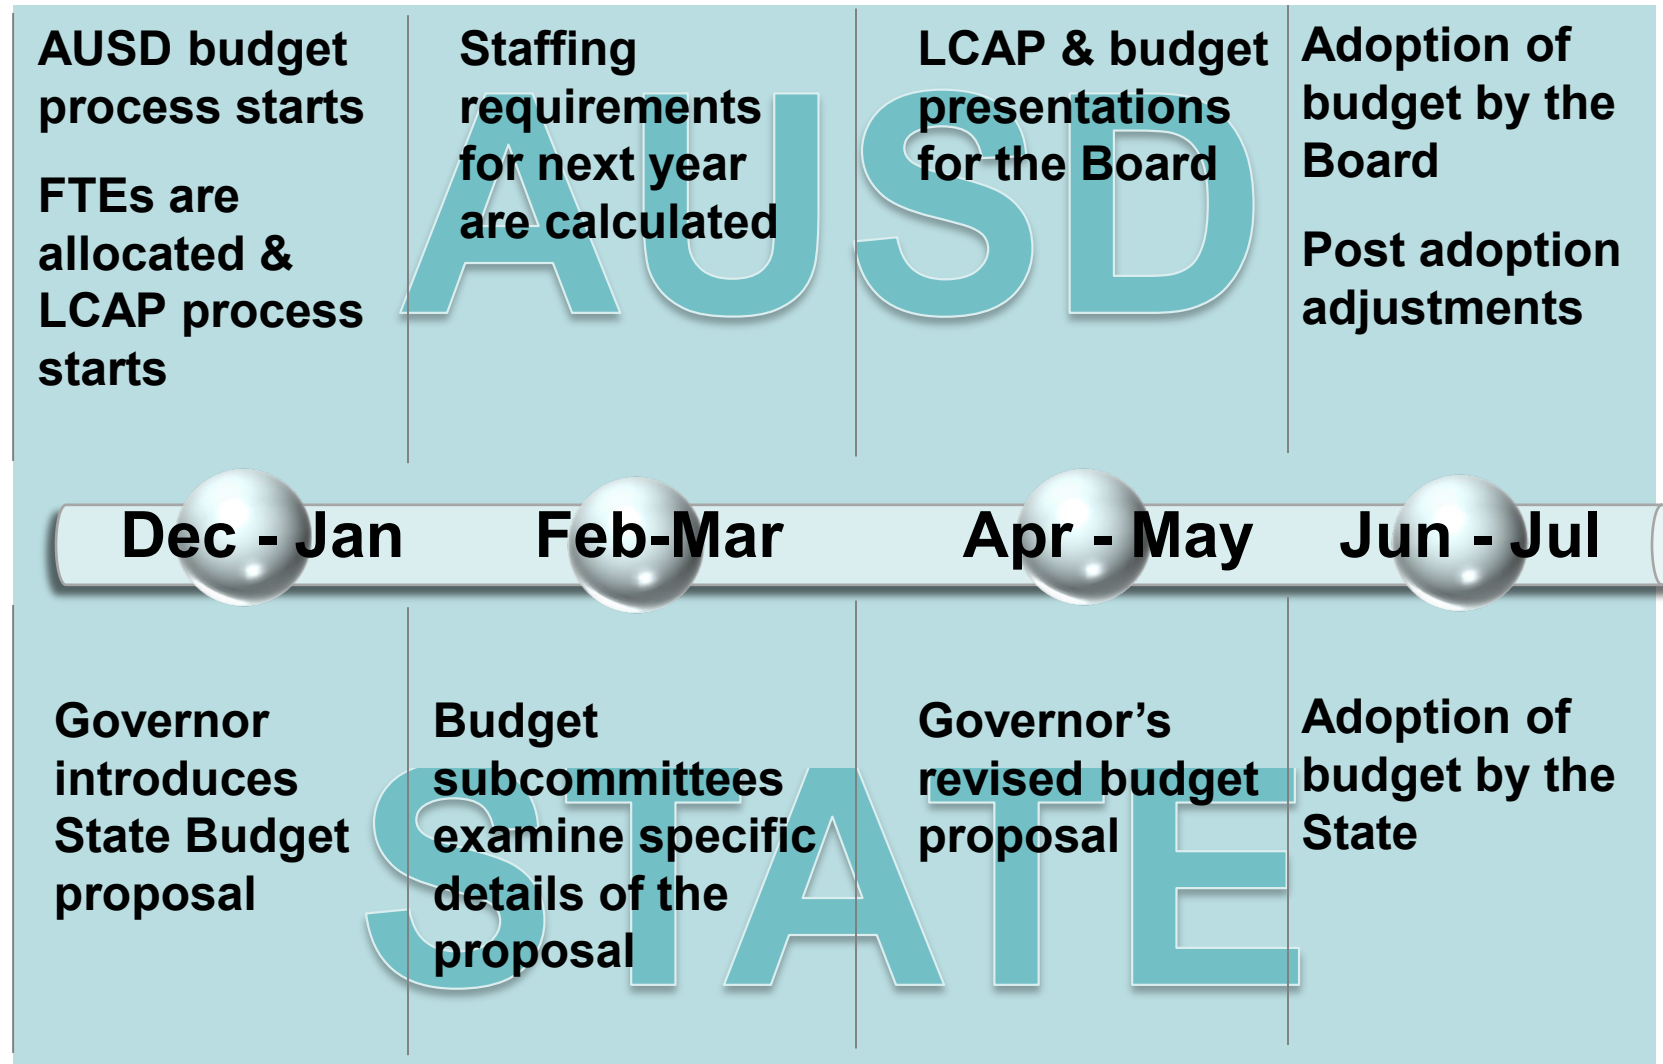 AUSD budget
process starts
FTEs are
allocated &
LCAP process
starts
Staffing
requirements
for next year
are calculated
LCAP & budget
presentations
for the Board
Adoption of
budget by the
Board
Post adoption
adjustments
AUSD
Dec - Jan
Feb-Mar
Apr - May
Jun - Jul
Governor
introduces
State Budget
proposal
Budget
subcommittees
examine specific
details of the
proposal
Governor’s
revised budget
proposal
Adoption of
budget by the
State
STATE